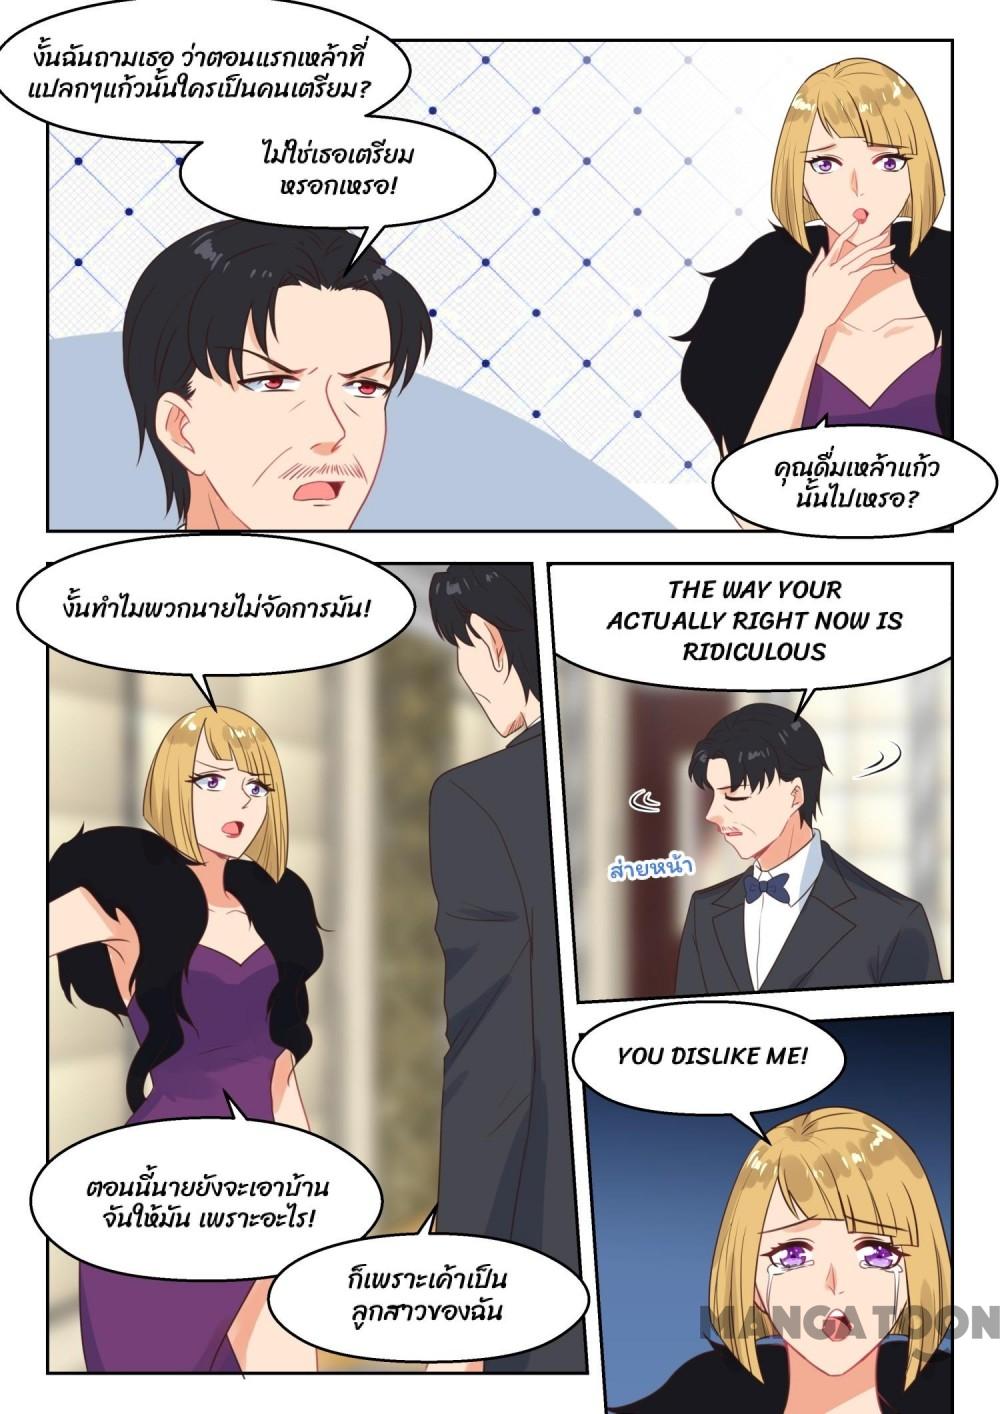 งั้นฉันถามเธอ ว่าตอนแรกเหล้าที่
แปลกๆแก้วนั้นใครเป็นคนเตรียม?
ไม่ใช่เธอเตรียม
หรอกเหรอ!
คุณดื่มเหล้าแก้ว
นั้นไปเหรอ?
งั้นทำไมพวกนายไม่จัดการมัน!
THE WAY YOUR
ACTUALLY RIGHT NOW IS
RIDICULOUS
ส่ายหน้า
YOU DISLIKE ME!
ตอนนี้นายยังจะเอาบ้าน
จันให้มัน เพราะอะไร!
ก็เพราะเค้าเป็น
ลูกสาวของฉัน
MANGATOON